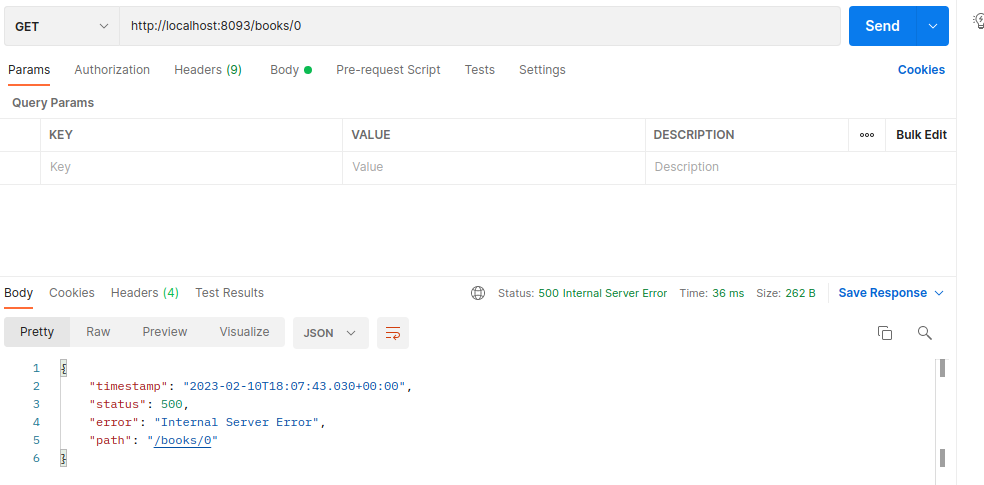 GET http://localhost:8093/books/0 Send
Params Authorization Headers (9) Body Pre-request Script Tests Settings Cookies
Query Params
KEY VALUE DESCRIPTION ooo Bulk Edit
Key Value Description
Body Cookies Headers (4) Test Results Status: 500 Internal Server Error Time: 36 ms Size: 262 B Save Response
Pretty Raw Preview Visualize JSON
1 {
2 "timestamp": "2023-02-10T18:07:43.030+00:00",
3 "status": 500,
4 "error": "Internal Server Error",
5 "path": "/books/0"
6 }